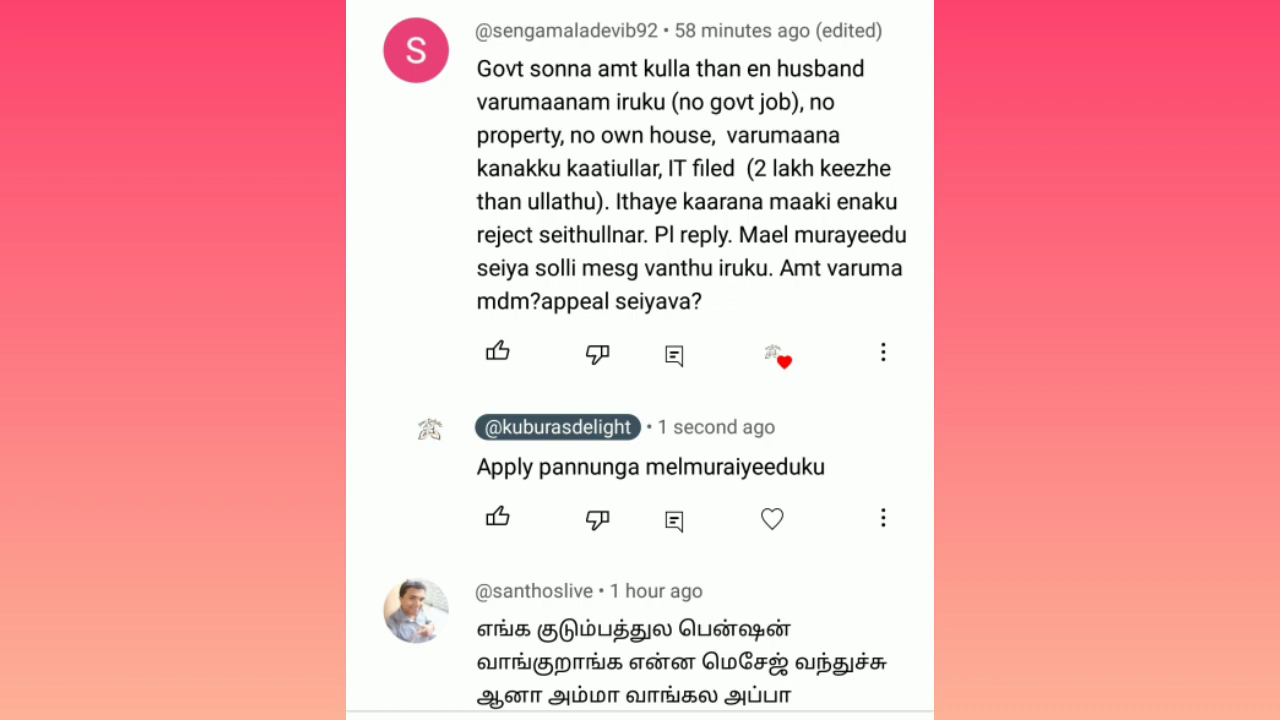 S
@sengamaladevib92 • 58 minutes ago (edited)
Govt sonna amt kulla than en husband
varumaanam iruku (no govt job), no
property, no own house, varumaana
kanakku kaatiullar, IT filed (2 lakh keezhe
than ullathu). Ithaye kaarana maaki enaku
reject seithullnar. Pl reply. Mael murayeedu
seiya solli mesg vanthu iruku. Amt varuma
mdm?appeal seiyava?
@kuburasdelight • 1 second ago
Apply pannunga melmuraiyeeduku
@santhoslive • 1 hour ago
எங்க குடும்பத்துல பென்ஷன்
வாங்குறாங்க என்ன மெசேஜ் வந்துச்சு
ஆனா அம்மா வாங்கல அப்பா